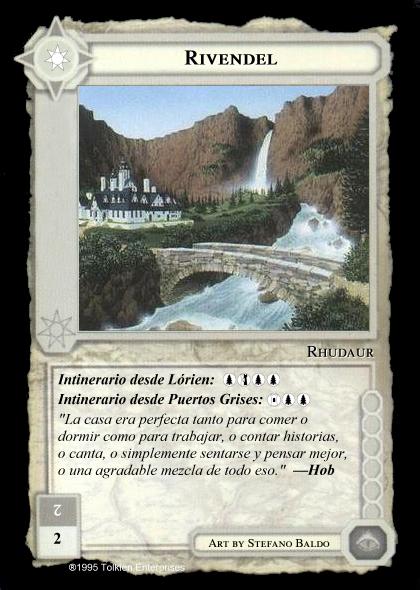 RIVENDEL
RHUDAUR
Intinerario desde Lórien:
Intinerario desde Puertos Grises:
"La casa era perfecta tanto para comer o
dormir como para trabajar, o contar historias,
o canta, o simplemente sentarse y pensar mejor,
o una agradable mezcla de todo eso." —Hob
2
2
ART BY STEFANO BALDO
®1995 Tolkien Enterprises